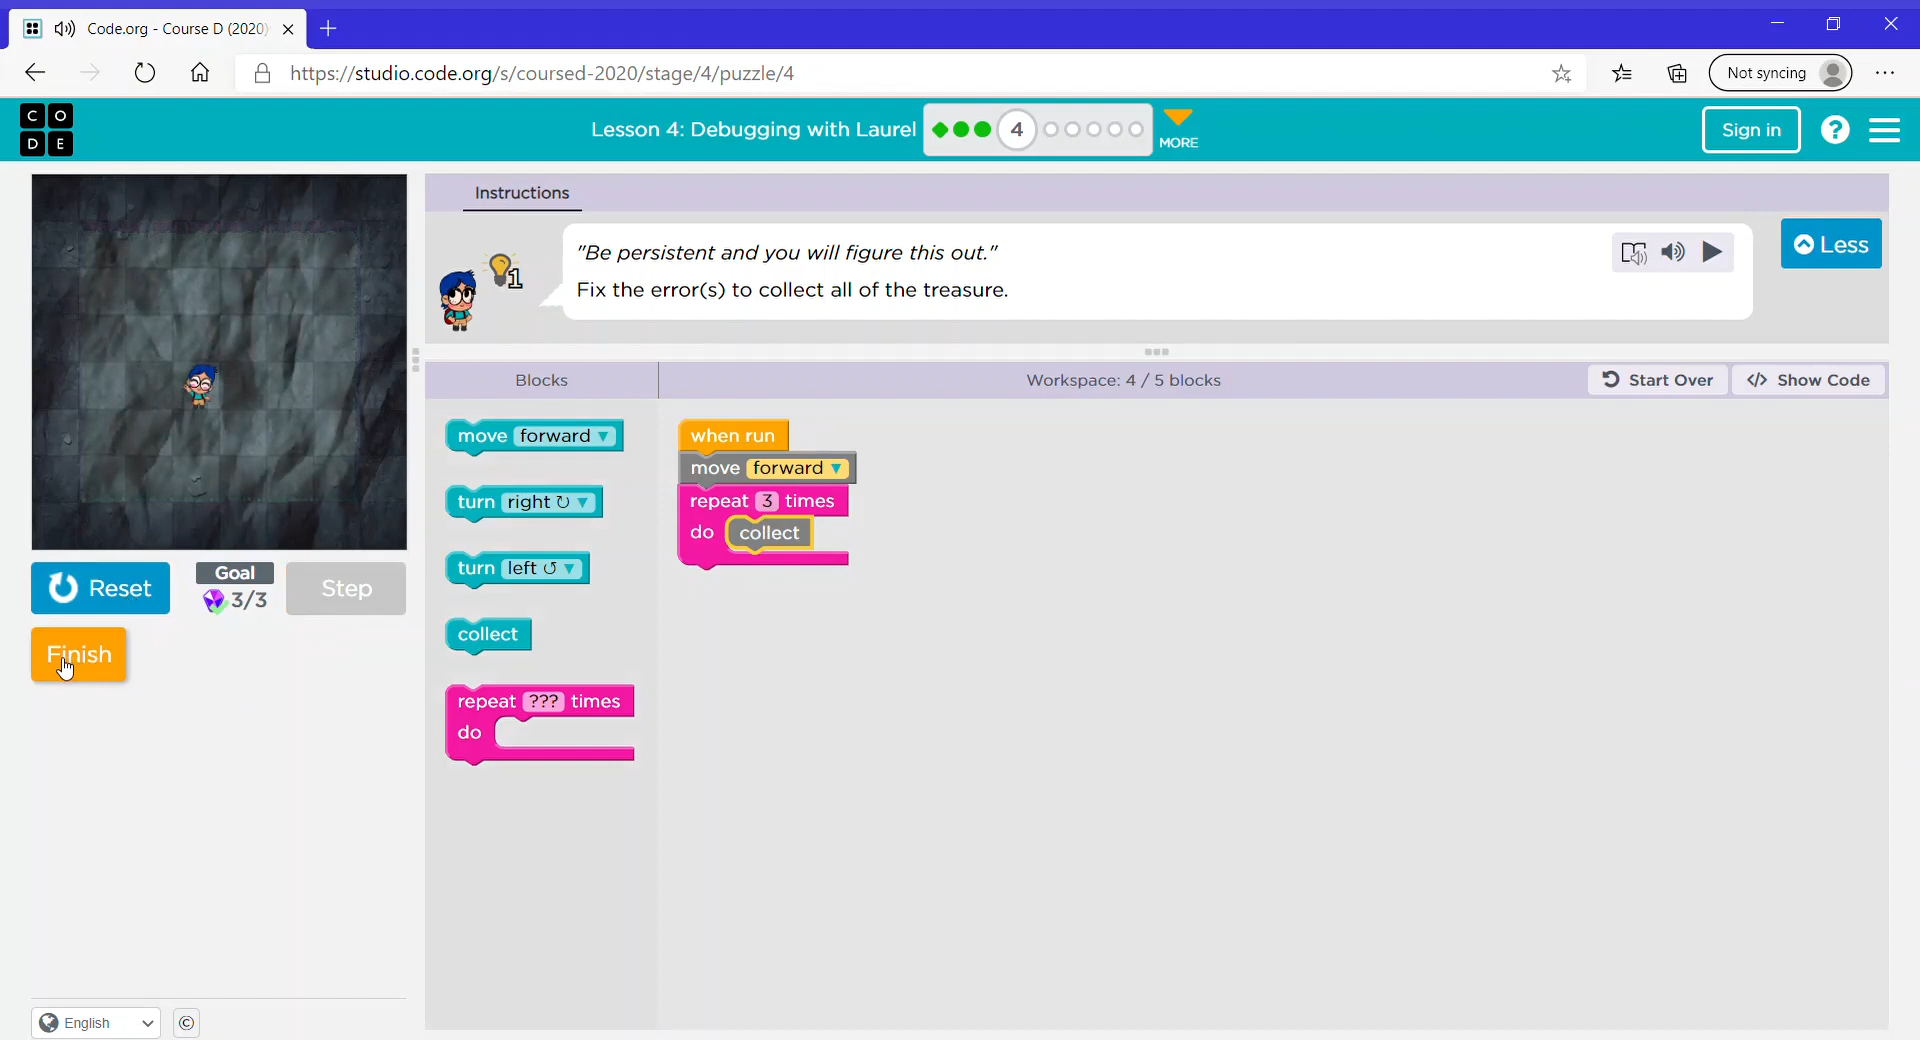 Code.org - Course D (2020)
https://studio.code.org/s/coursed-2020/stage/4/puzzle/4
Not syncing
C O
D E
Lesson 4: Debugging with Laurel
4
MORE
Sign in
?
Instructions
1
"Be persistent and you will figure this out."
Fix the error(s) to collect all of the treasure.
Less
Blocks
Workspace: 4 / 5 blocks
Start Over
</> Show Code
move forward
turn right
turn left
collect
repeat ??? times
do
when run
move forward
repeat 3 times
do collect
Reset
Goal
3/3
Step
Finish
English
©